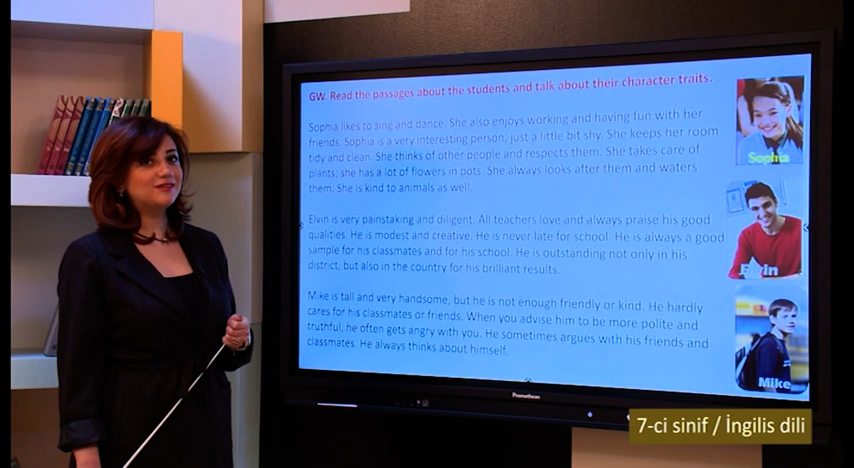 GW. Read the passages about the students and talk about their character traits.
Sophia likes to sing and dance. She also enjoys working and having fun with her
friends. Sophia is a very interesting person, just a little bit shy. She keeps her room
tidy and clean. She thinks of other people and respects them. She takes care of
plants; she has a lot of flowers in pots. She always looks after them and waters
them. She is kind to animals as well.
Sophia
Elvin is very painstaking and diligent. All teachers love and always praise his good
qualities. He is modest and creative. He is never late for school. He is always a good
sample for his classmates and for his school. He is outstanding not only in his
district, but also in the country for his brilliant results.
Elvin
Mike is tall and very handsome, but he is not enough friendly or kind. He hardly
cares for his classmates or friends. When you advise him to be more polite and
truthful, he often gets angry with you. He sometimes argues with his friends and
classmates. He always thinks about himself.
Mike
Promethean
7-ci sinif / İngilis dili